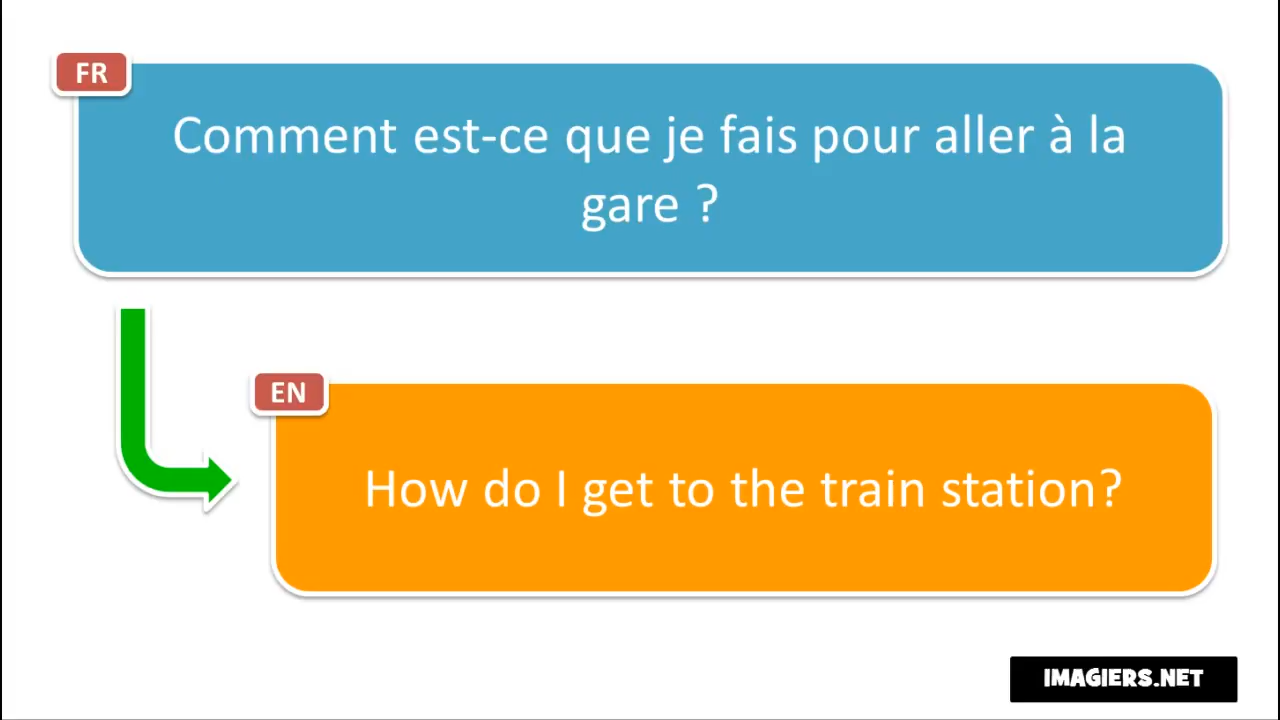 FR
Comment est-ce que je fais pour aller à la
gare ?
EN
How do I get to the train station?
IMAGIERS.NET